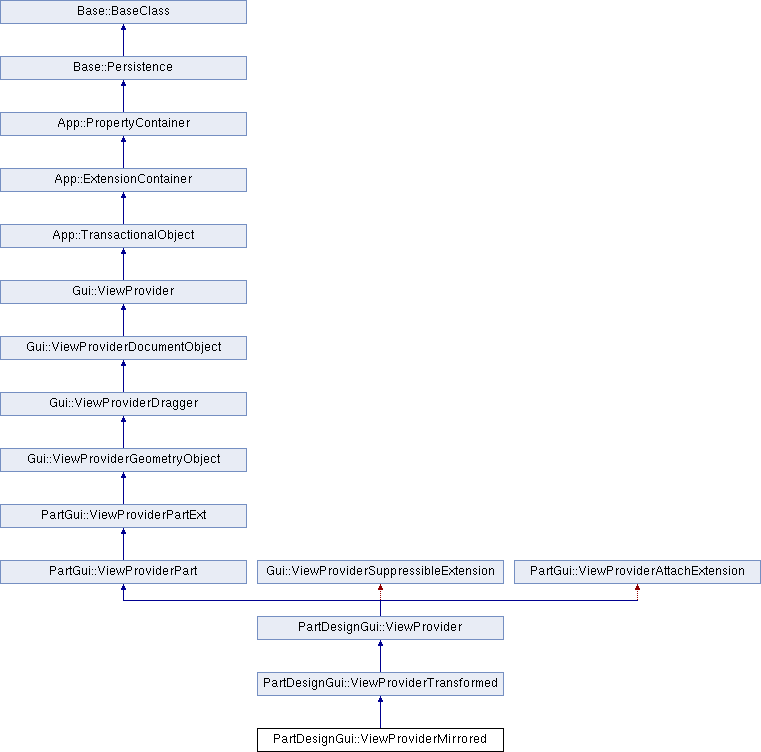 Base::BaseClass
Base::Persistence
App::PropertyContainer
App::ExtensionContainer
App::TransactionalObject
Gui::ViewProvider
Gui::ViewProviderDocumentObject
Gui::ViewProviderDragger
Gui::ViewProviderGeometryObject
PartGui::ViewProviderPartExt
PartGui::ViewProviderPart
Gui::ViewProviderSuppressibleExtension
PartGui::ViewProviderAttachExtension
PartDesignGui::ViewProvider
PartDesignGui::ViewProviderTransformed
PartDesignGui::ViewProviderMirrored